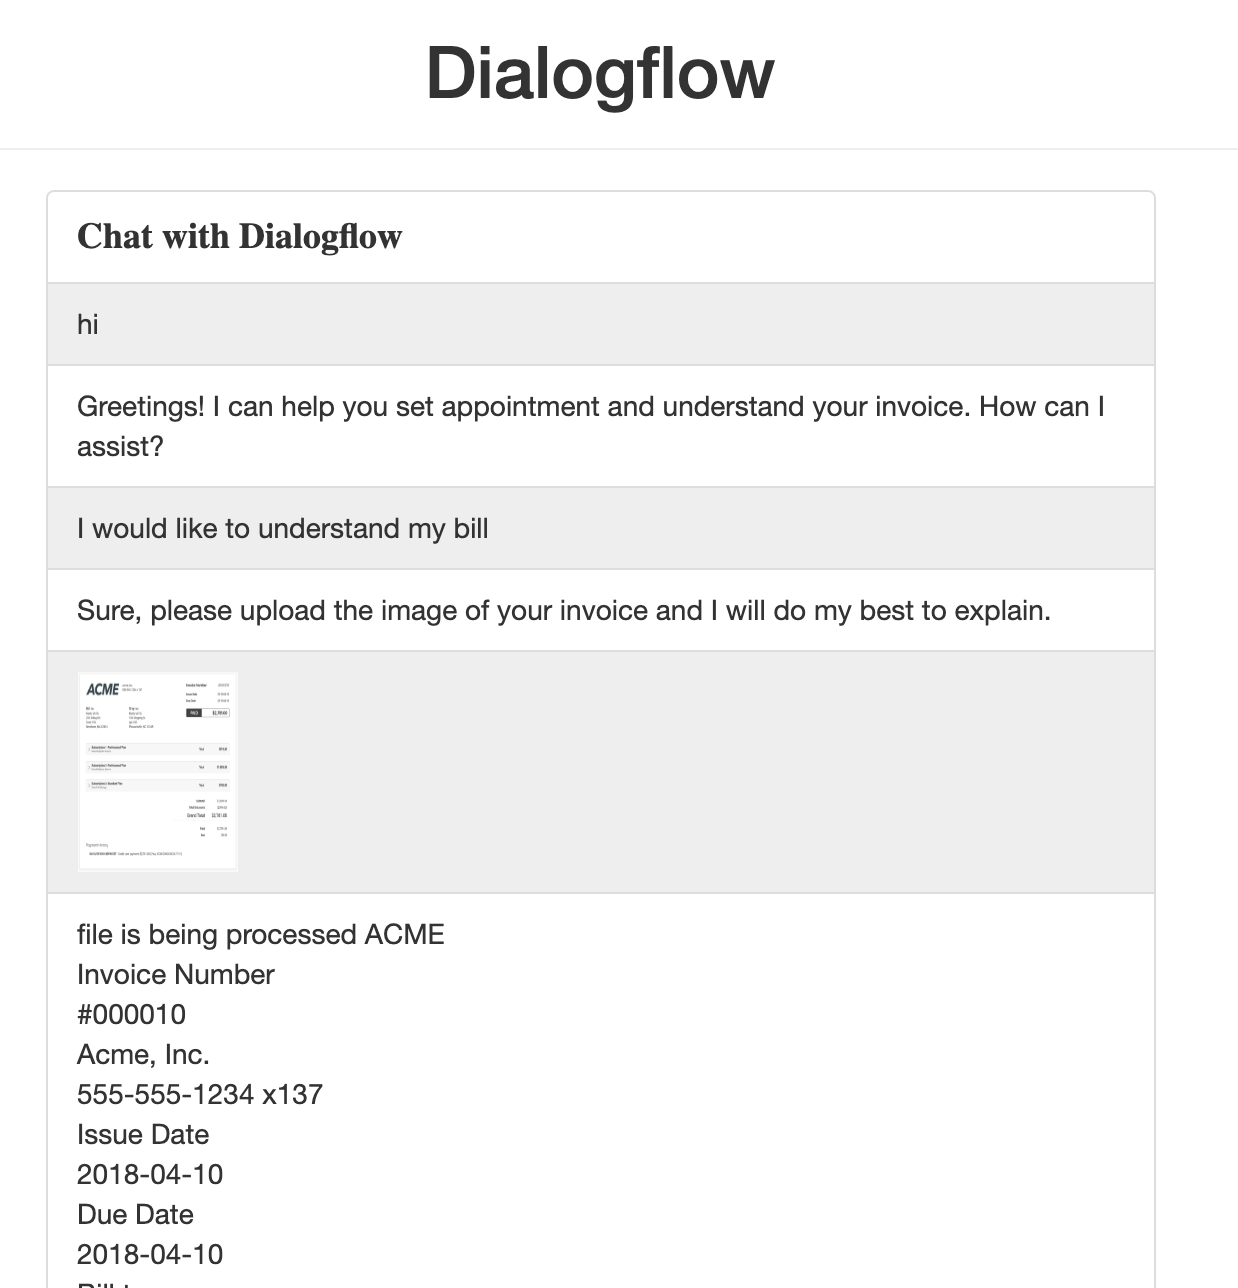 Dialogflow
Chat with Dialogflow
hi
Greetings! I can help you set appointment and understand your invoice. How can I
assist?
I would like to understand my bill
Sure, please upload the image of your invoice and I will do my best to explain.
ACME
Grand Total
file is being processed ACME
Invoice Number
#000010
Acme, Inc.
555-555-1234 x137
Issue Date
2018-04-10
Due Date
2018-04-10